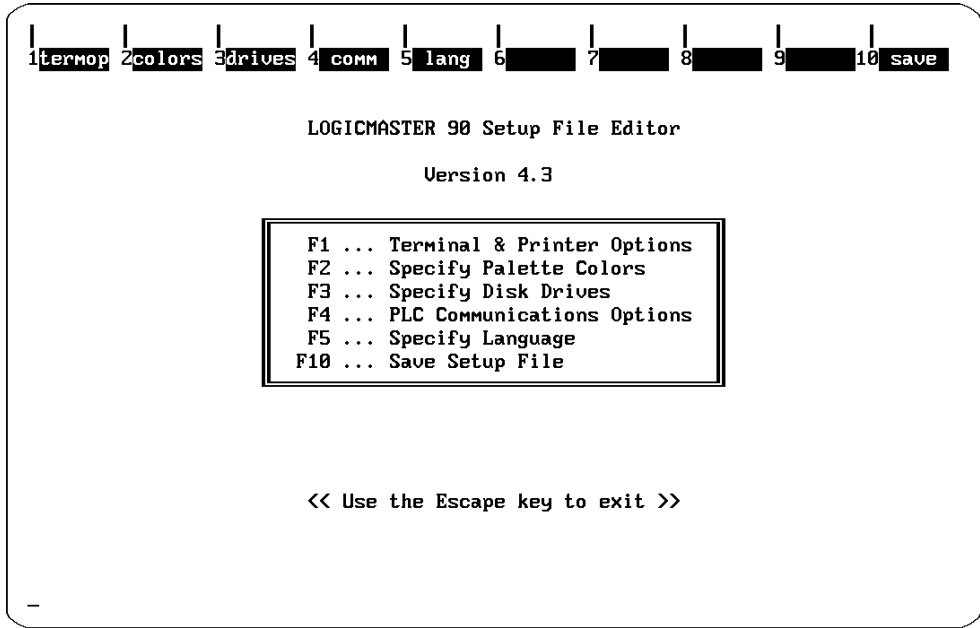 1termop 2colors 3drives 4 comm 5 lang 6 7 8 9 10 save
LOGICMASTER 90 Setup File Editor
Version 4.3
F1 ... Terminal & Printer Options
F2 ... Specify Palette Colors
F3 ... Specify Disk Drives
F4 ... PLC Communications Options
F5 ... Specify Language
F10 ... Save Setup File
<< Use the Escape key to exit >>
_